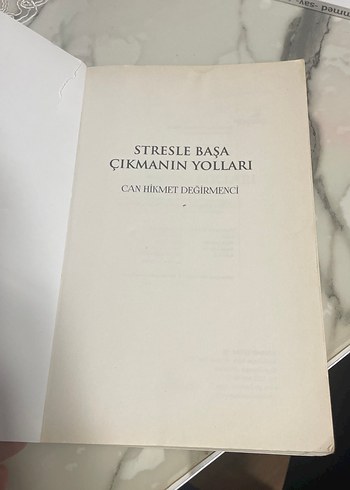 STRESLE BAŞA
ÇIKMANIN YOLLARI
CAN HİKMET DEĞİRMENCİ